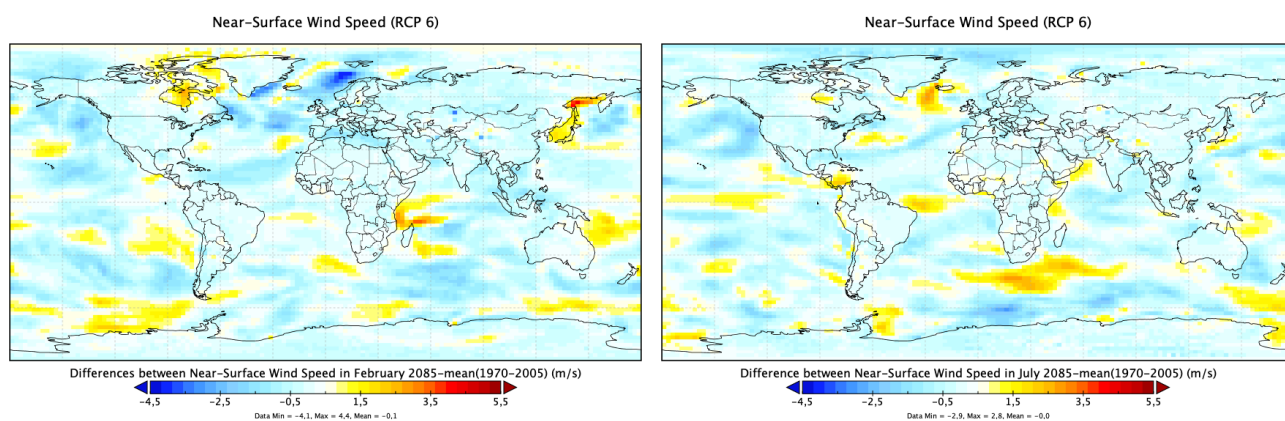 Near-Surface Wind Speed (RCP 6)
Differences between Near-Surface Wind Speed in February 2085-mean(1970-2005) (m/s)
-4,5 -2,5 -0,5 1,5 3,5 5,5
Data Min = -4,1, Max = 4,4, Mean = -0,1
Near-Surface Wind Speed (RCP 6)
Difference between Near-Surface Wind Speed in July 2085-mean(1970-2005) (m/s)
-4,5 -2,5 -0,5 1,5 3,5 5,5
Data Min = -2,9, Max = 2,8, Mean = -0,0